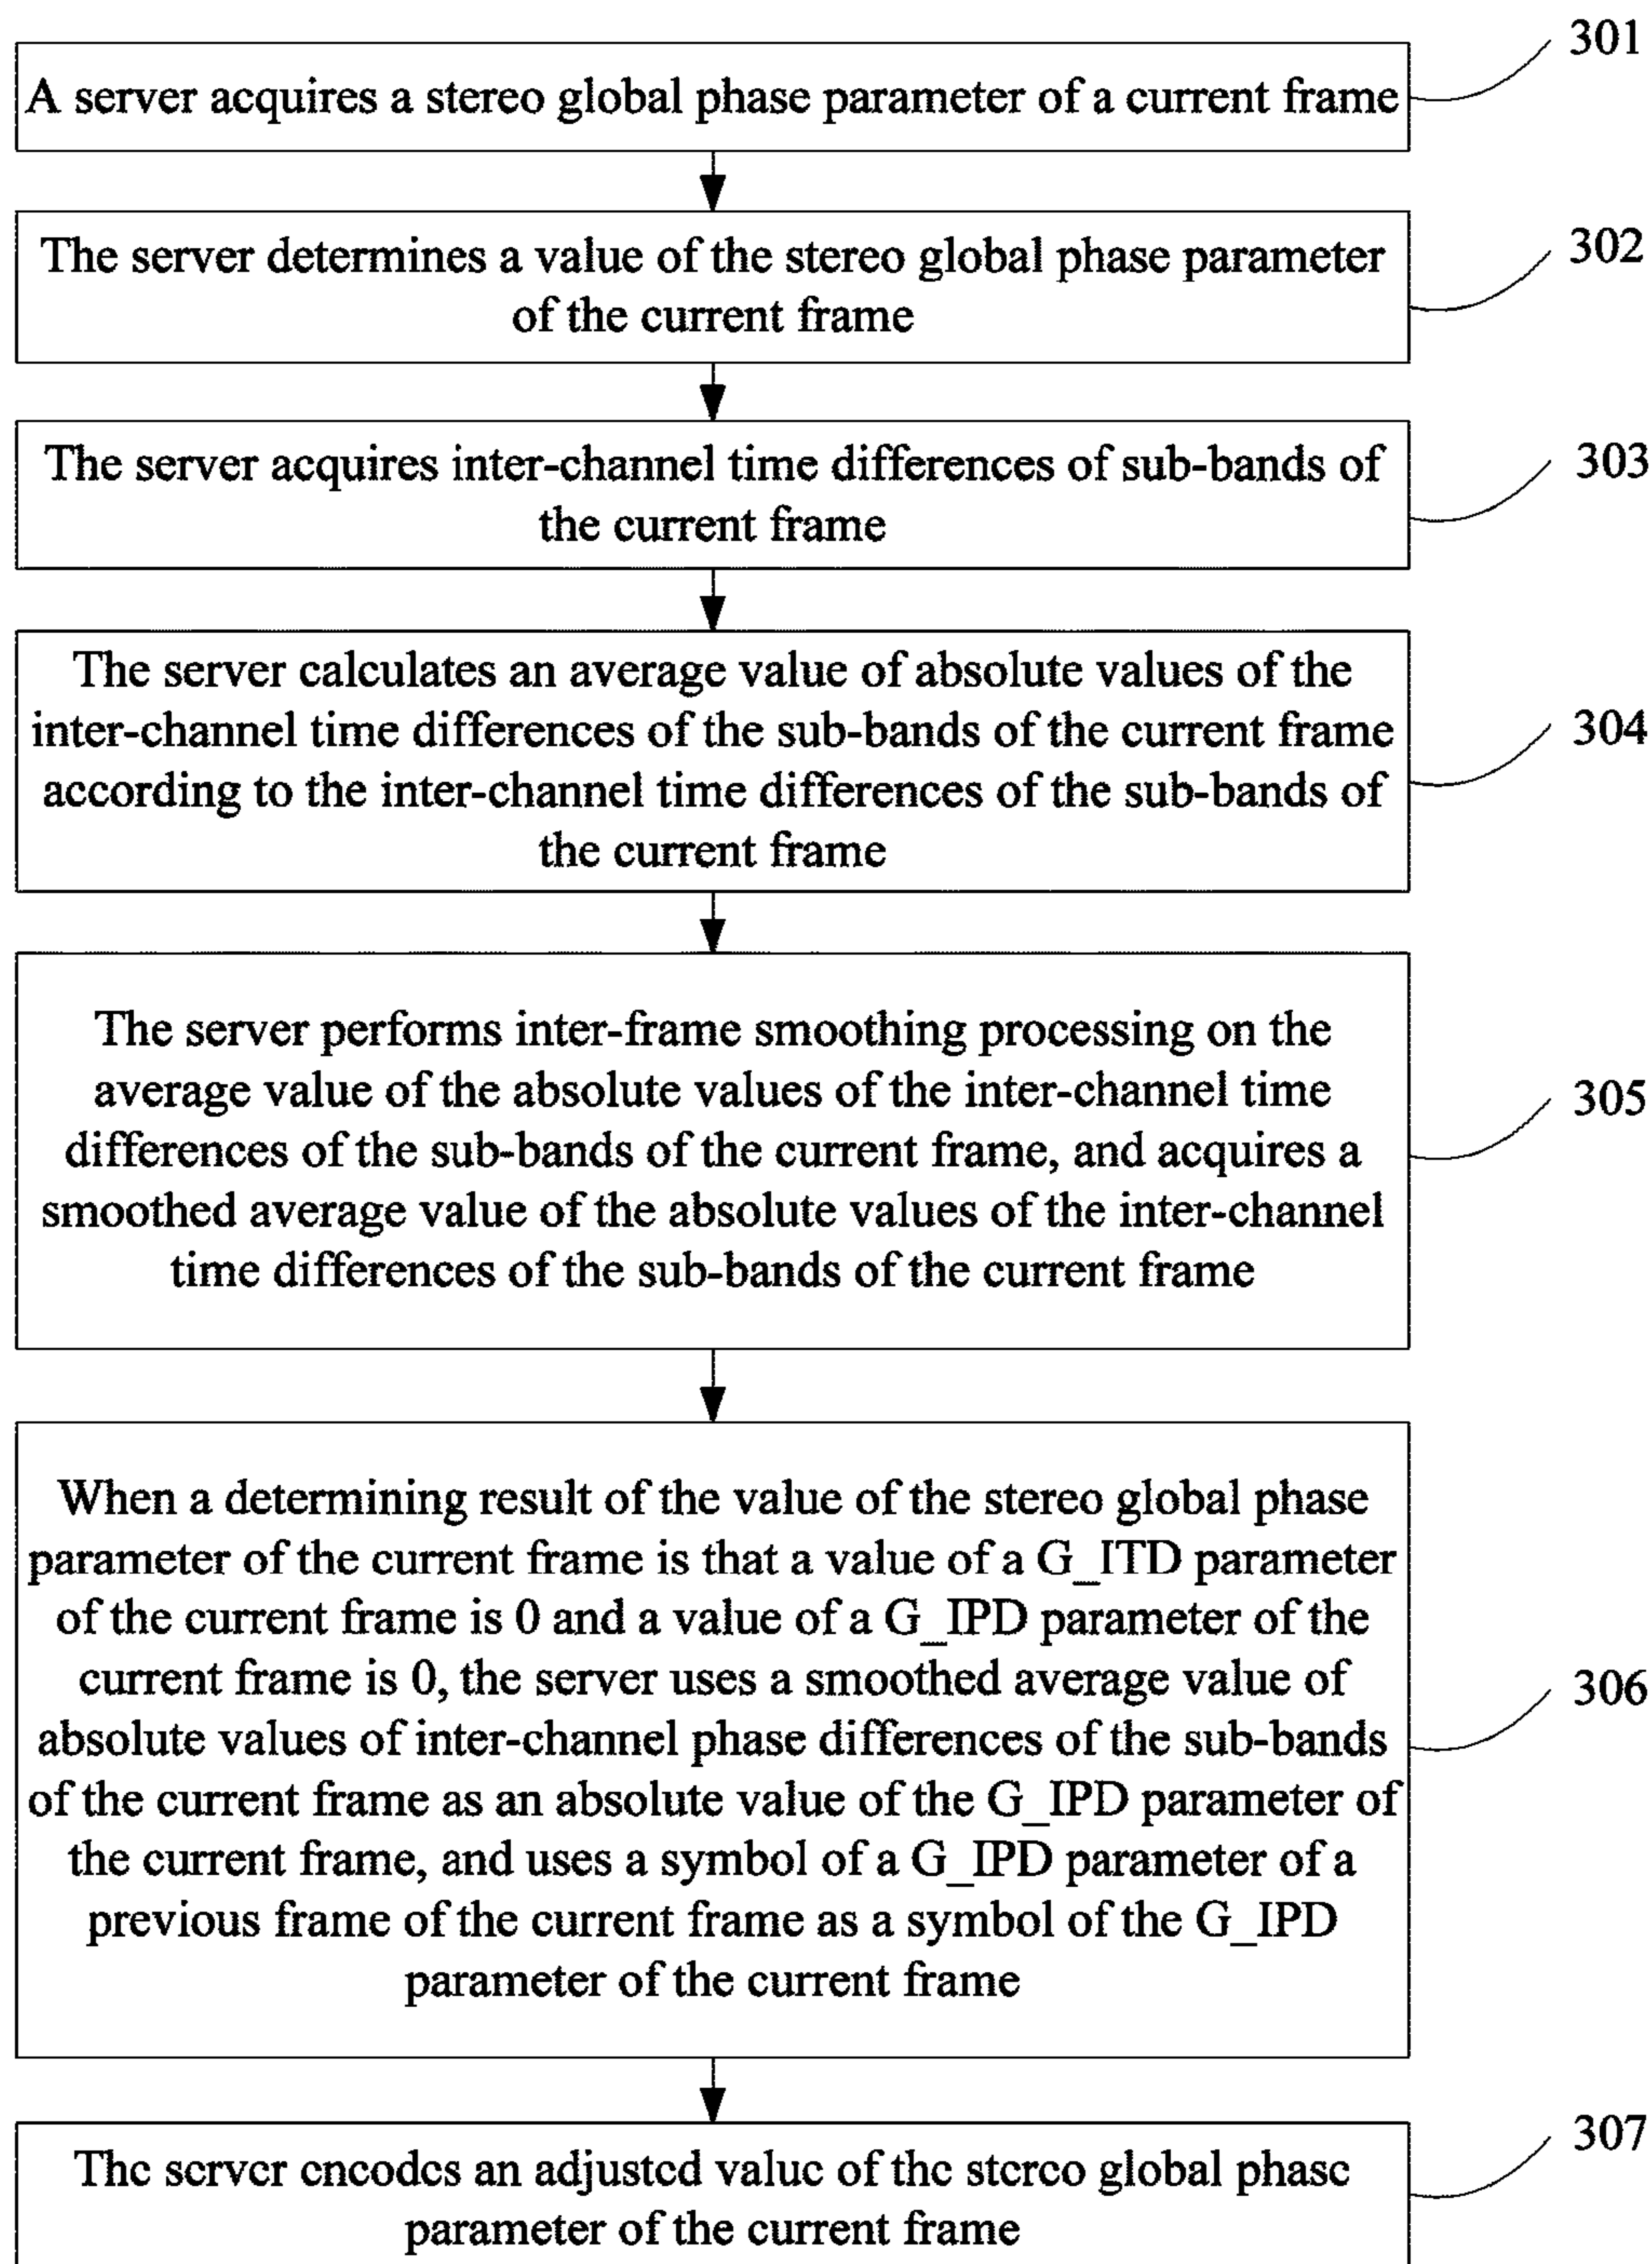 301
A server acquires a stereo global phase parameter of a current frame
302
The server determines a value of the stereo global phase parameter
of the current frame
303
The server acquires inter-channel time differences of sub-bands of
the current frame
304
The server calculates an average value of absolute values of the
inter-channel time differences of the sub-bands of the current frame
according to the inter-channel time differences of the sub-bands of
the current frame
305
The server performs inter-frame smoothing processing on the
average value of the absolute values of the inter-channel time
differences of the sub-bands of the current frame, and acquires a
smoothed average value of the absolute values of the inter-channel
time differences of the sub-bands of the current frame
306
When a determining result of the value of the stereo global phase
parameter of the current frame is that a value of a G_ITD parameter
of the current frame is 0 and a value of a G_IPD parameter of the
current frame is 0, the server uses a smoothed average value of
absolute values of inter-channel phase differences of the sub-bands
of the current frame as an absolute value of the G_IPD parameter of
the current frame, and uses a symbol of a G_IPD parameter of a
previous frame of the current frame as a symbol of the G_IPD
parameter of the current frame
307
The server encodes an adjusted value of the stereo global phase
parameter of the current frame